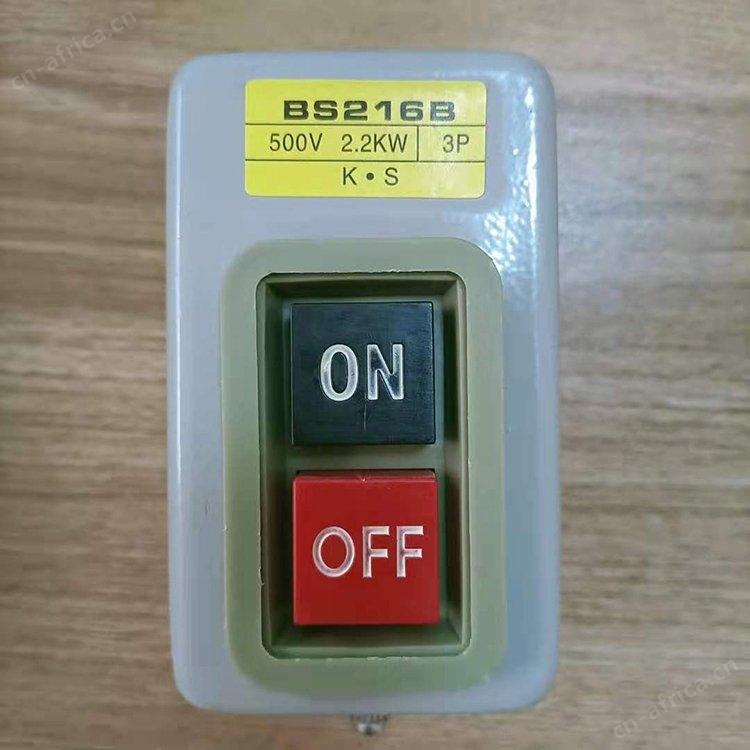 cn-africa.cn
BS216B
500V 2.2KW 3P
K•S
ON
OFF
cn-africa.cn